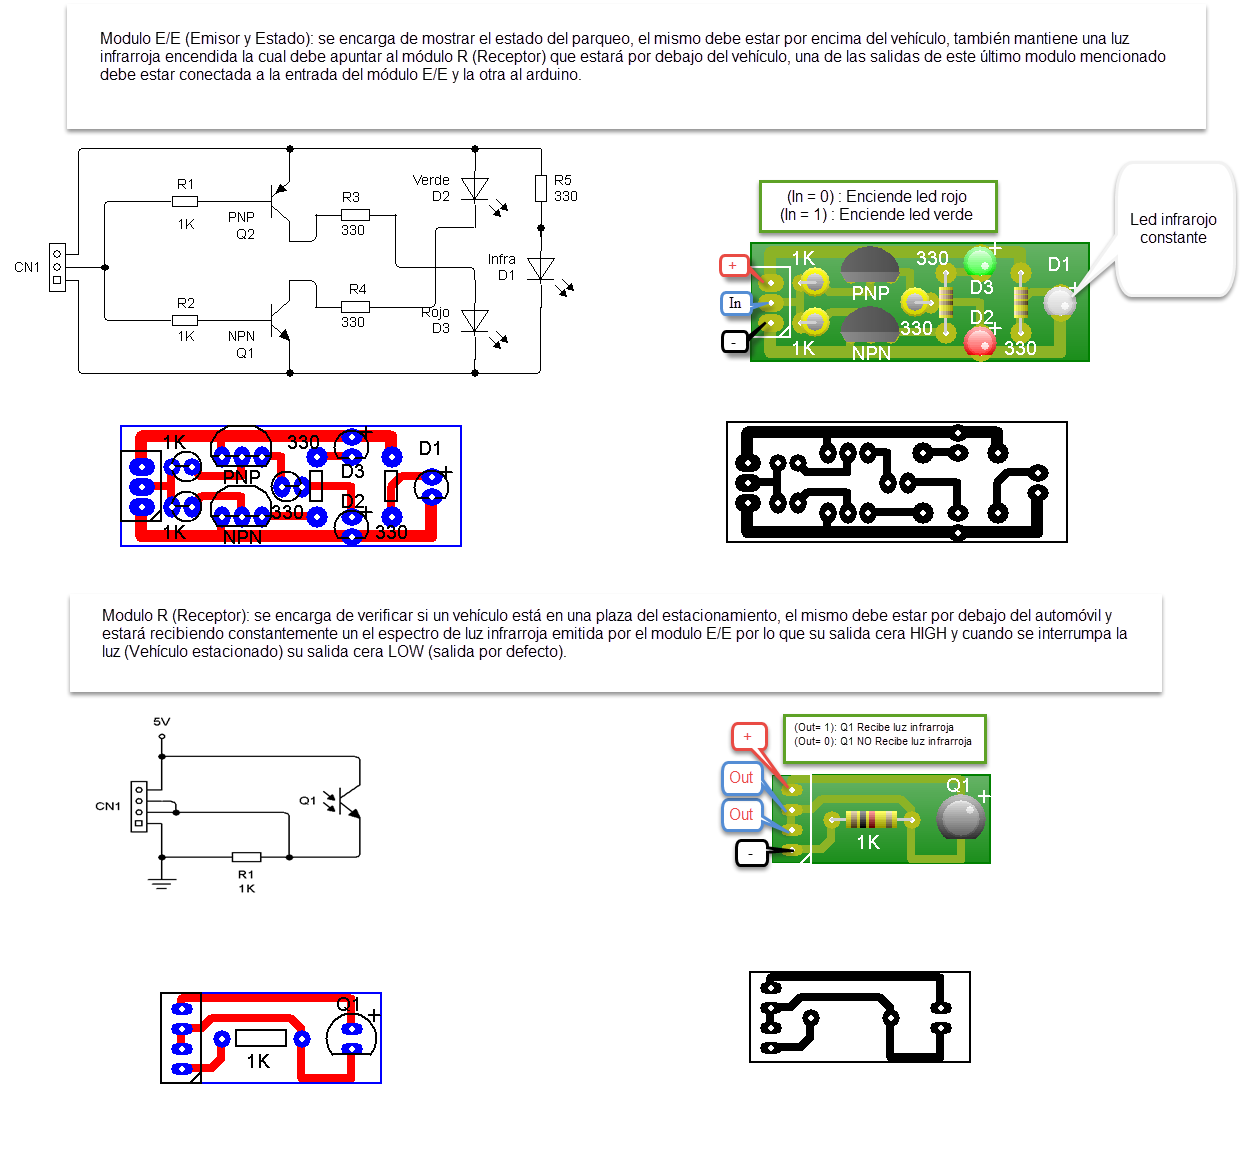 Modulo E/E (Emisor y Estado): se encarga de mostrar el estado del parqueo, el mismo debe estar por encima del vehículo, también mantiene una luz
infrarroja encendida la cual debe apuntar al módulo R (Receptor) que estará por debajo del vehículo, una de las salidas de este último modulo mencionado
debe estar conectada a la entrada del módulo E/E y la otra al arduino.
CN1
R1
1K
PNP
Q2
R2
1K
NPN
Q1
R3
330
R4
330
Verde
D2
Rojo
D3
R5
330
Infra
D1
(In = 0) : Enciende led rojo
(In = 1) : Enciende led verde
Led infrarojo
constante
+
In
-
1K
PNP
330
D3
D1
+
+
330
D2
+
1K
NPN
330
1K
330
D1
PNP
D3
+
+
D2
+
330
1K
NPN
330
Modulo R (Receptor): se encarga de verificar si un vehículo está en una plaza del estacionamiento, el mismo debe estar por debajo del automóvil y
estará recibiendo constantemente un el espectro de luz infrarroja emitida por el modulo E/E por lo que su salida cera HIGH y cuando se interrumpa la
luz (Vehículo estacionado) su salida cera LOW (salida por defecto).
5V
CN1
Q1
R1
1K
(Out= 1): Q1 Recibe luz infrarroja
(Out= 0): Q1 NO Recibe luz infrarroja
+
Out
Out
-
Q1
+
1K
Q1
+
1K